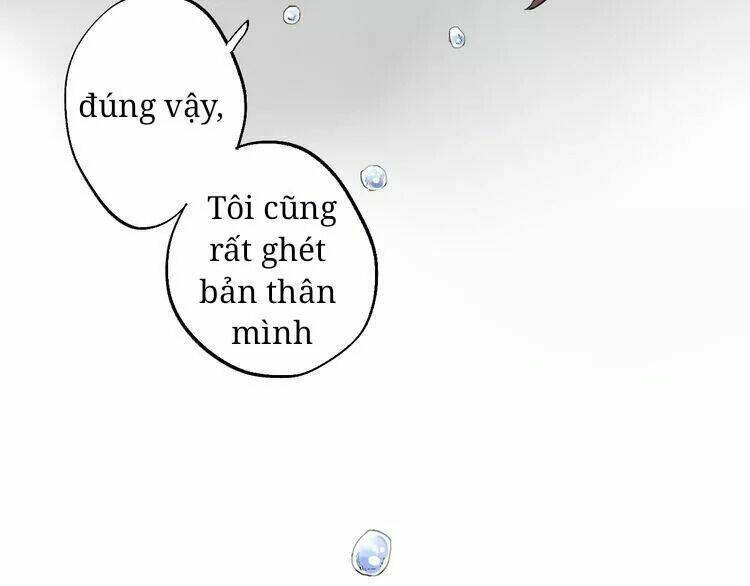 đúng vậy,
Tôi cũng
rất ghét
bản thân
mình